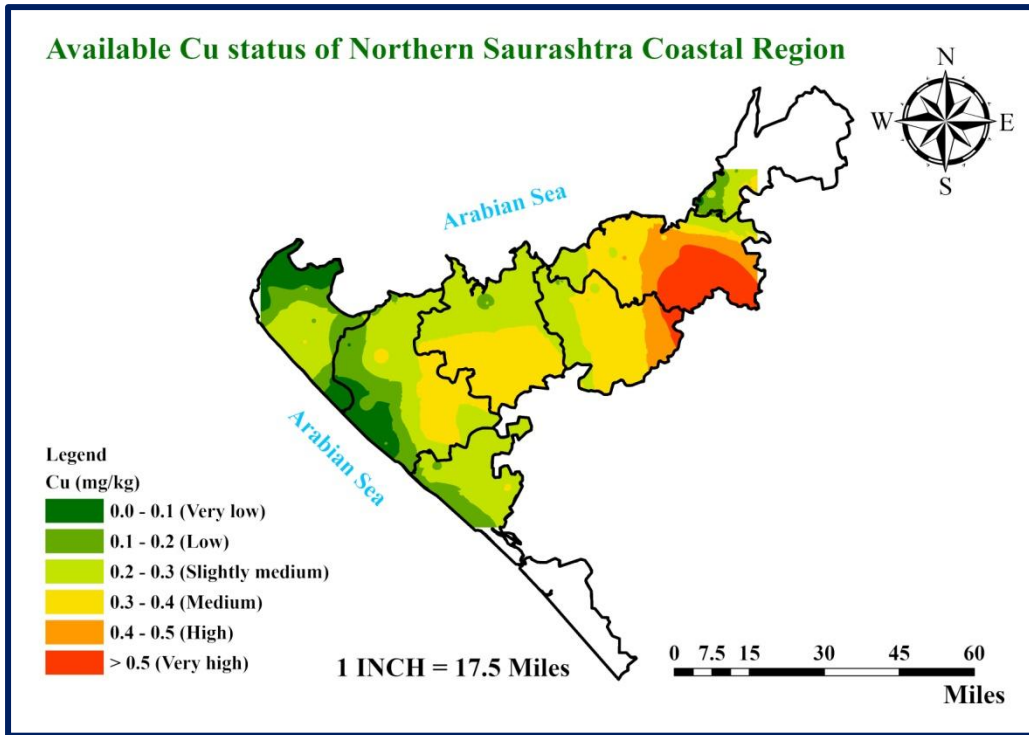 Available Cu status of Northern Saurashtra Coastal Region
N
W E
S
Arabian Sea
Arabian Sea
Legend
Cu (mg/kg)
0.0 - 0.1 (Very low)
0.1 - 0.2 (Low)
0.2 - 0.3 (Slightly medium)
0.3 - 0.4 (Medium)
0.4 - 0.5 (High)
> 0.5 (Very high)
1 INCH = 17.5 Miles
0 7.5 15 30 45 60
Miles